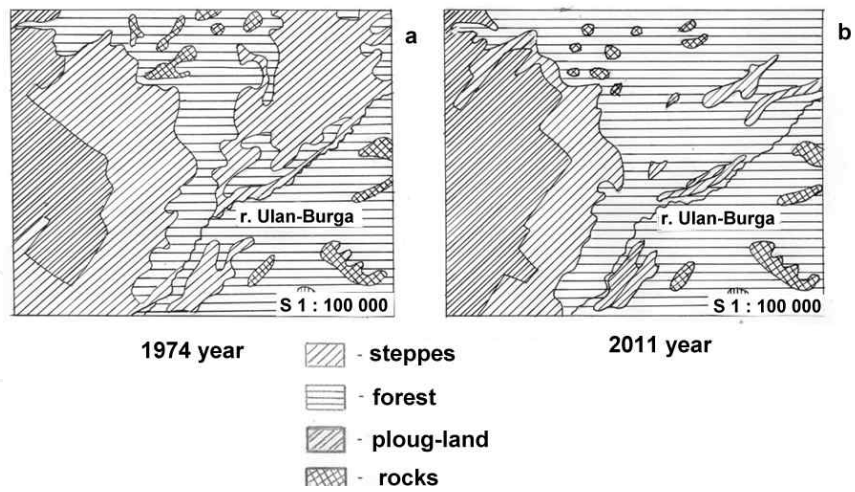 a
b
r. Ulan-Burga
r. Ulan-Burga
S 1 : 100 000
S 1 : 100 000
1974 year
2011 year
- steppes
- forest
- ploug-land
- rocks